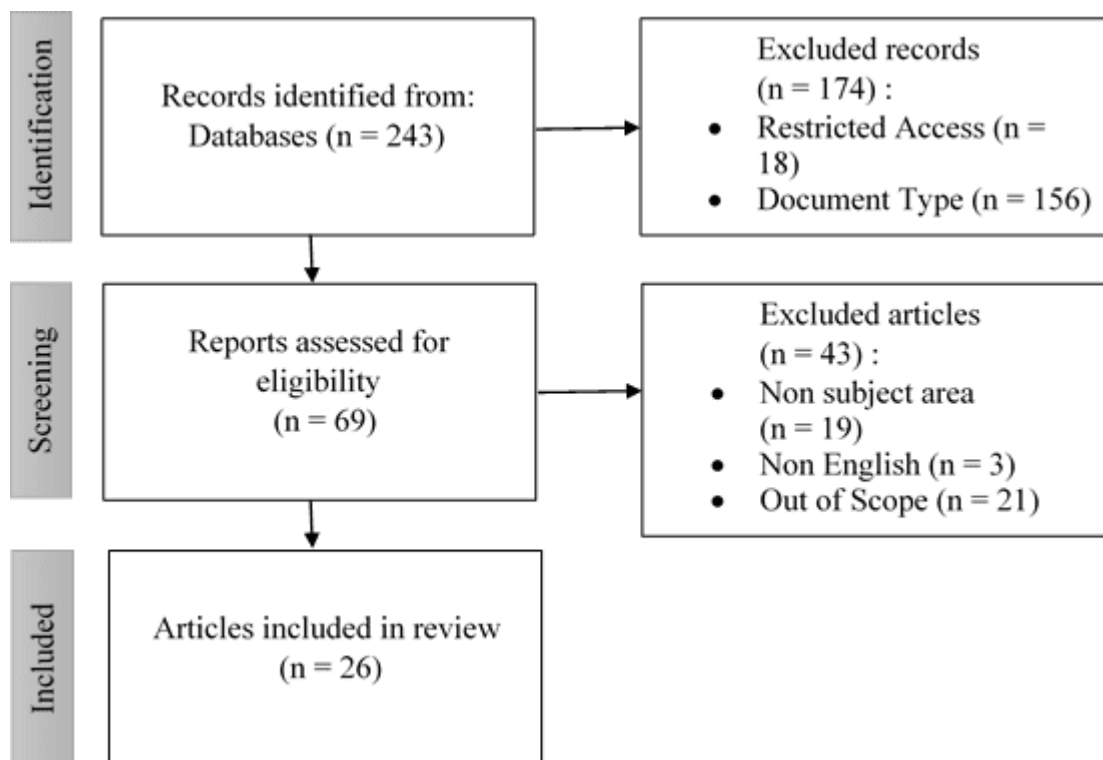 Identification
Records identified from:
Databases (n = 243)
Excluded records
(n = 174) :
● Restricted Access (n =
18)
● Document Type (n = 156)
Screening
Reports assessed for
eligibility
(n = 69)
Excluded articles
(n = 43) :
● Non subject area
(n = 19)
● Non English (n = 3)
● Out of Scope (n = 21)
Included
Articles included in review
(n = 26)